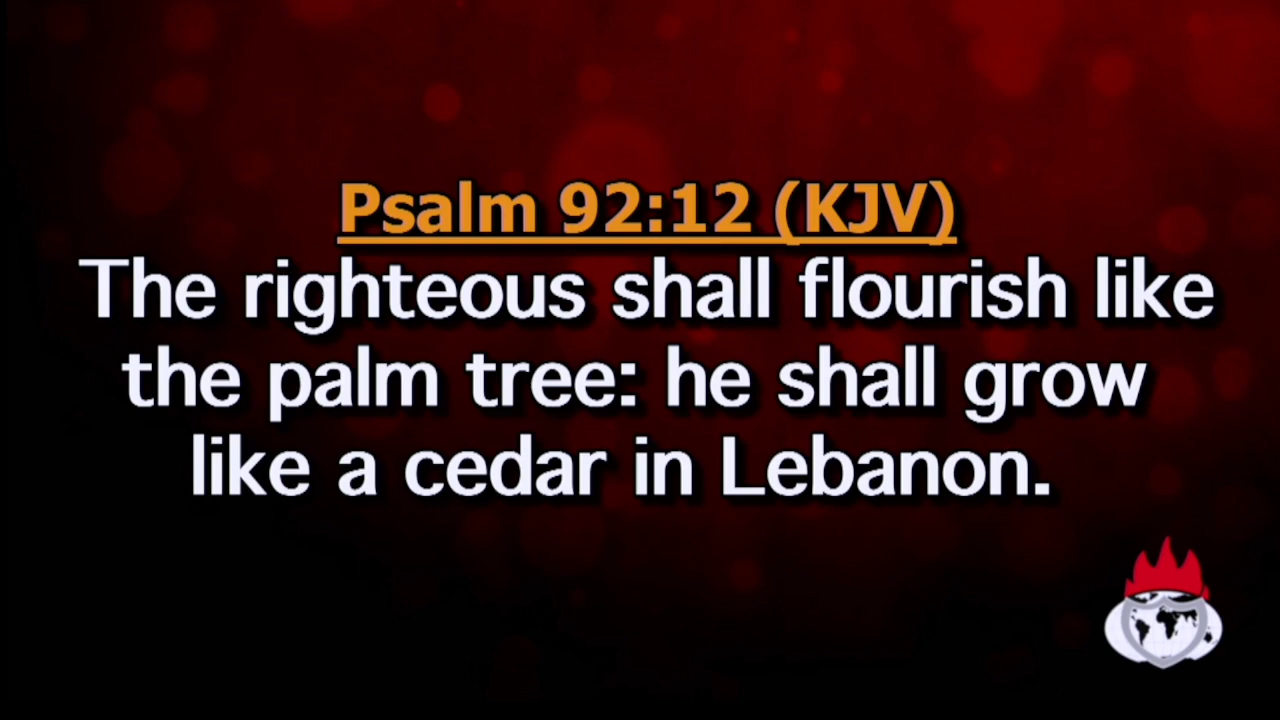 Psalm 92:12 (KJV)
The righteous shall flourish like
the palm tree: he shall grow
like a cedar in Lebanon.